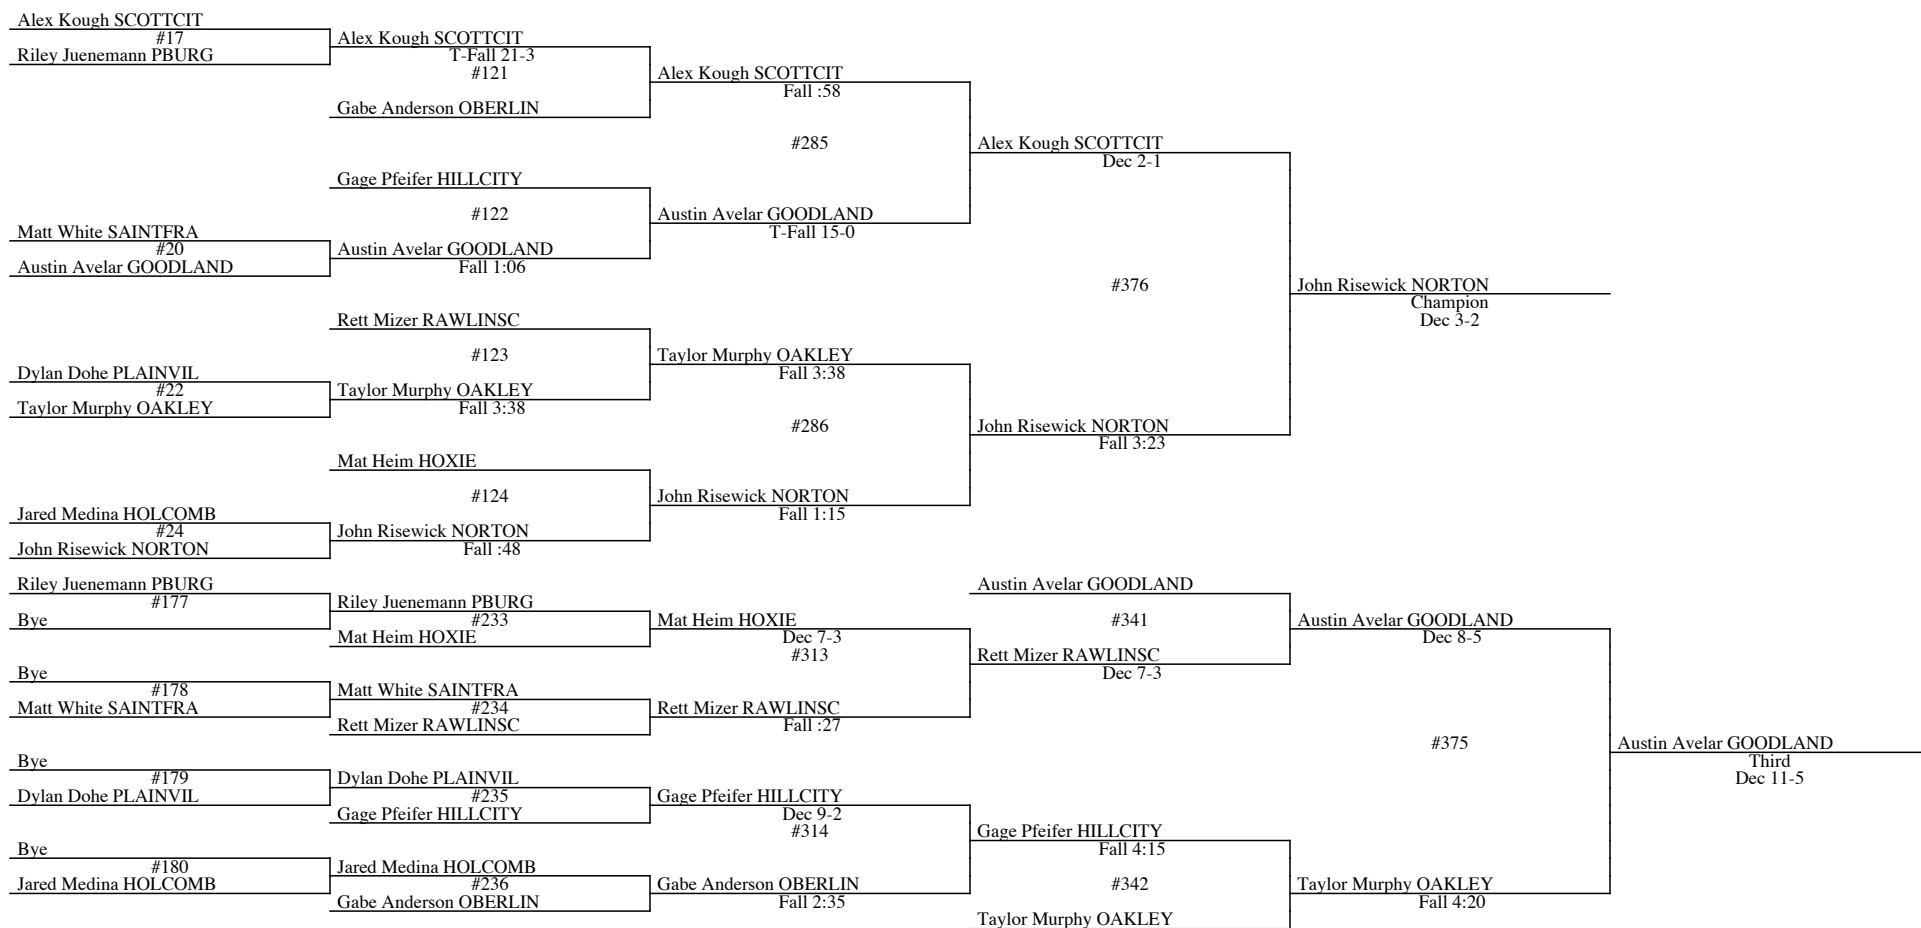 Alex Kough SCOTTCIT
#17
Riley Juenemann PBURG
Alex Kough SCOTTCIT
T-Fall 21-3
#121
Gabe Anderson OBERLIN
Alex Kough SCOTTCIT
Fall :58
#285
Gage Pfeifer HILLCITY
#122
Matt White SAINTFRA
#20
Austin Avelar GOODLAND
Austin Avelar GOODLAND
Fall 1:06
Austin Avelar GOODLAND
T-Fall 15-0
Alex Kough SCOTTCIT
Dec 2-1
#376
John Risewick NORTON
Champion
Dec 3-2
Rett Mizer RAWLINSC
#123
Dylan Dohe PLAINVIL
#22
Taylor Murphy OAKLEY
Taylor Murphy OAKLEY
Fall 3:38
Taylor Murphy OAKLEY
Fall 3:38
#286
John Risewick NORTON
Fall 3:23
Mat Heim HOXIE
#124
Jared Medina HOLCOMB
#24
John Risewick NORTON
John Risewick NORTON
Fall :48
John Risewick NORTON
Fall 1:15
Riley Juenemann PBURG
#177
Bye
Riley Juenemann PBURG
#233
Mat Heim HOXIE
Mat Heim HOXIE
Dec 7-3
#313
Bye
#178
Matt White SAINTFRA
Matt White SAINTFRA
#234
Rett Mizer RAWLINSC
Rett Mizer RAWLINSC
Fall :27
Austin Avelar GOODLAND
#341
Rett Mizer RAWLINSC
Dec 7-3
Austin Avelar GOODLAND
Dec 8-5
#375
Austin Avelar GOODLAND
Third
Dec 11-5
Bye
#179
Dylan Dohe PLAINVIL
Dylan Dohe PLAINVIL
#235
Gage Pfeifer HILLCITY
Gage Pfeifer HILLCITY
Dec 9-2
#314
Bye
#180
Jared Medina HOLCOMB
Jared Medina HOLCOMB
#236
Gabe Anderson OBERLIN
Gabe Anderson OBERLIN
Fall 2:35
Gage Pfeifer HILLCITY
Fall 4:15
#342
Taylor Murphy OAKLEY
Taylor Murphy OAKLEY
Fall 4:20